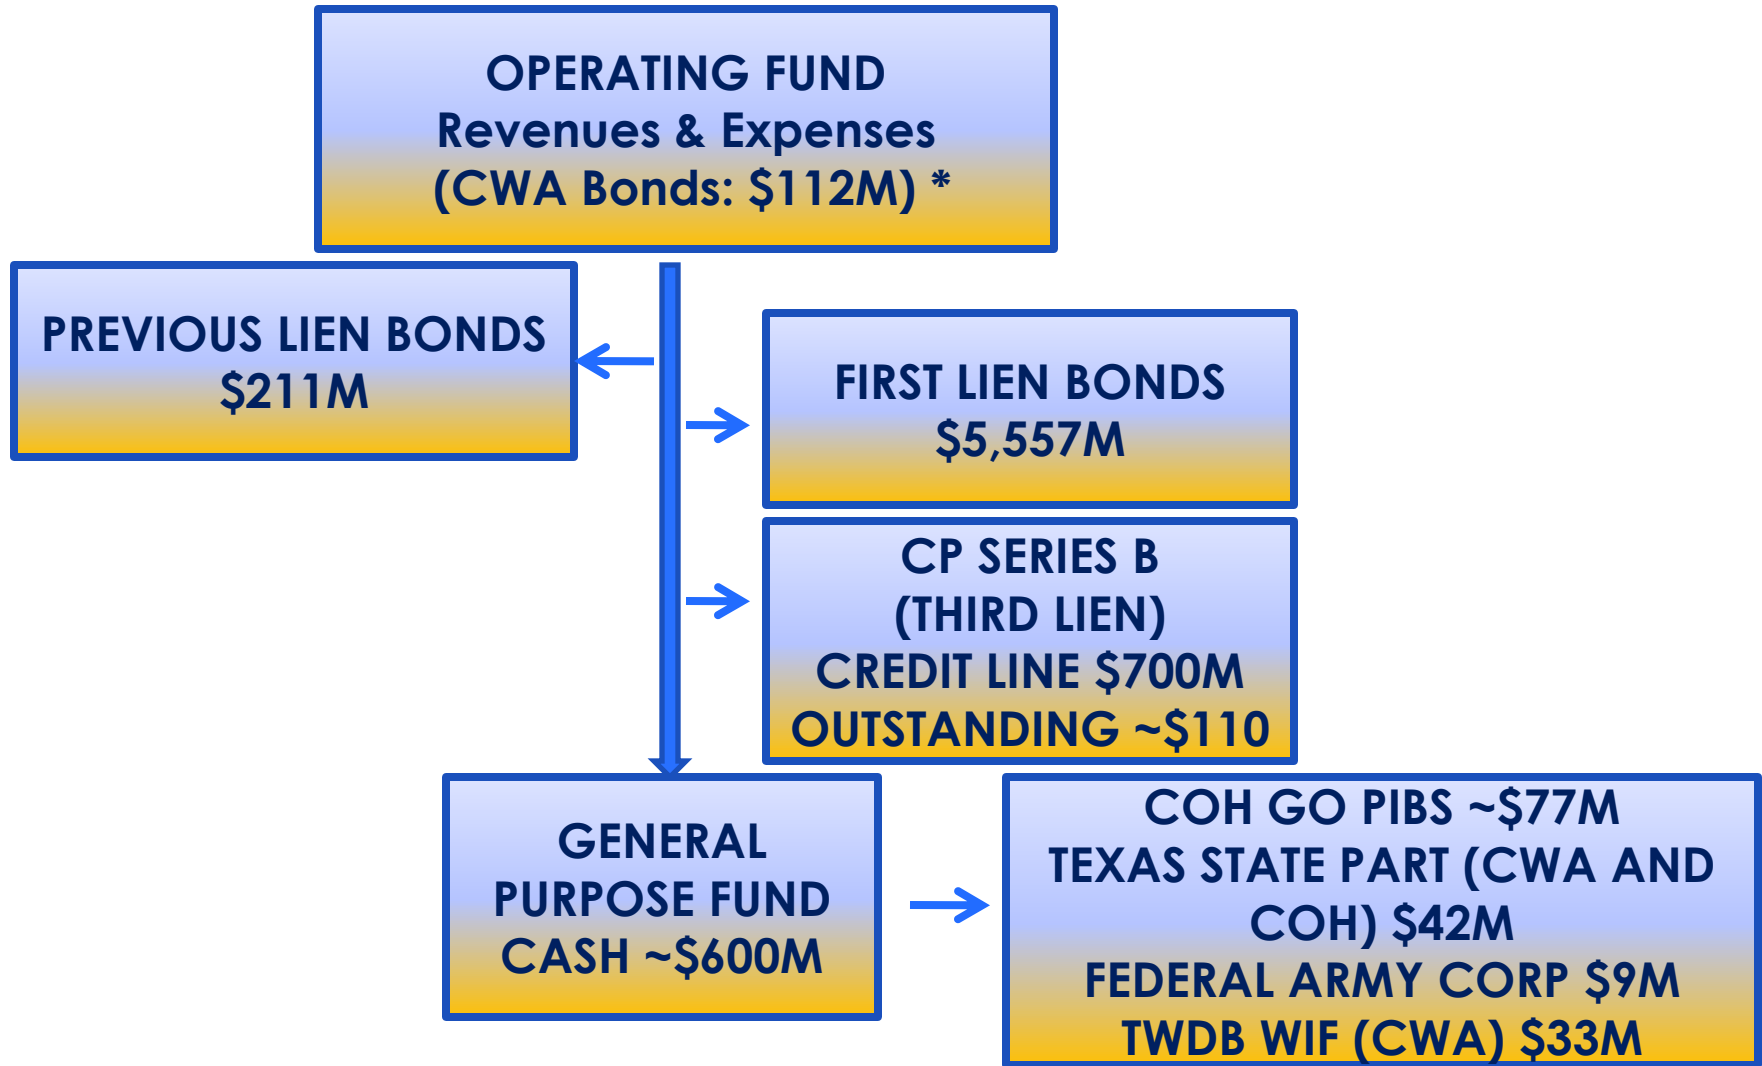 OPERATING FUND
Revenues & Expenses
(CWA Bonds: $112M) *
PREVIOUS LIEN BONDS
$211M
FIRST LIEN BONDS
$5,557M
CP SERIES B
(THIRD LIEN)
CREDIT LINE $700M
OUTSTANDING ~$110
GENERAL
PURPOSE FUND
CASH ~$600M
COH GO PIBS ~$77M
TEXAS STATE PART (CWA AND
COH) $42M
FEDERAL ARMY CORP $9M
TWDB WIF (CWA) $33M